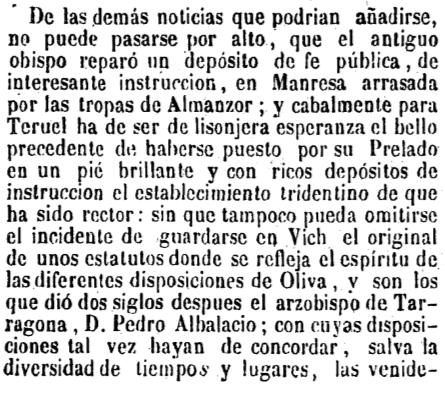 De las demás noticias que podrian añadirse,
no puede pasarse por alto, que el antiguo
obispo reparó un depósito de fe pública, de
interesante instruccion, en Manresa arrasada
por las tropas de Almanzor; y cabalmente para
Teruel ha de ser de lisonjera esperanza el bello
precedente de haberse puesto por su Prelado
en un pié brillante y con ricos depósitos de
instruccion el establecimiento tridentino de que
ha sido rector: sin que tampoco pueda omitirse
el incidente de guardarse en Vich el original
de unos estatutos donde se refleja el espíritu de
las diferentes disposiciones de Oliva, y son los
que dió dos siglos despues el arzobispo de Tar-
ragona, D. Pedro Albalacio; con cuyas disposi-
ciones tal vez hayan de concordar, salva la
diversidad de tiempos y lugares, las venide-